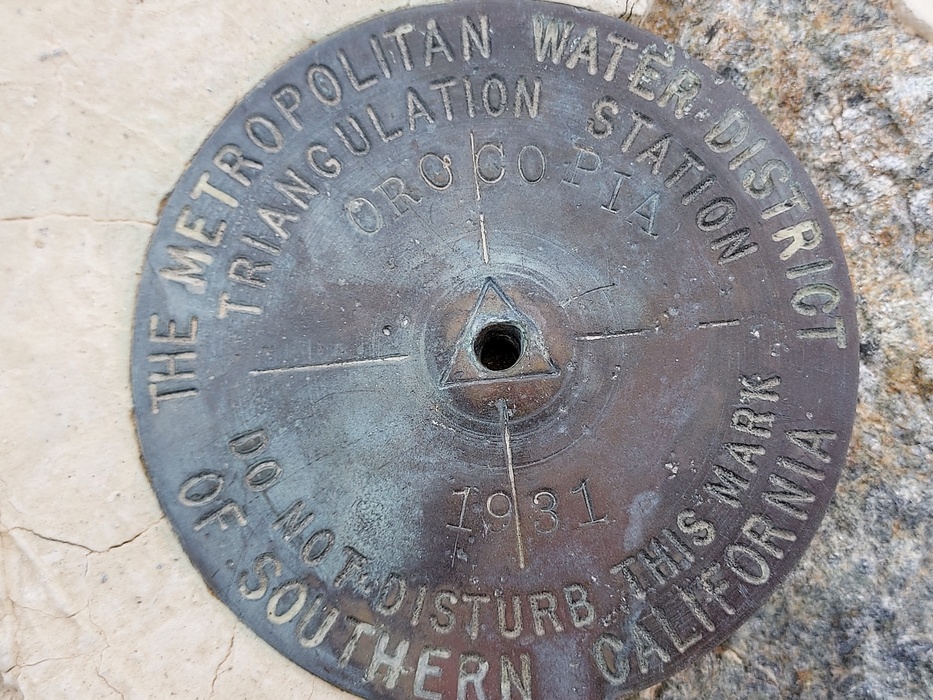 THE METROPOLITAN WATER DISTRICT
TRIANGULATION STATION
OROCOPIA
1931
DO NOT DISTURB THIS MARK
OF SOUTHERN CALIFORNIA